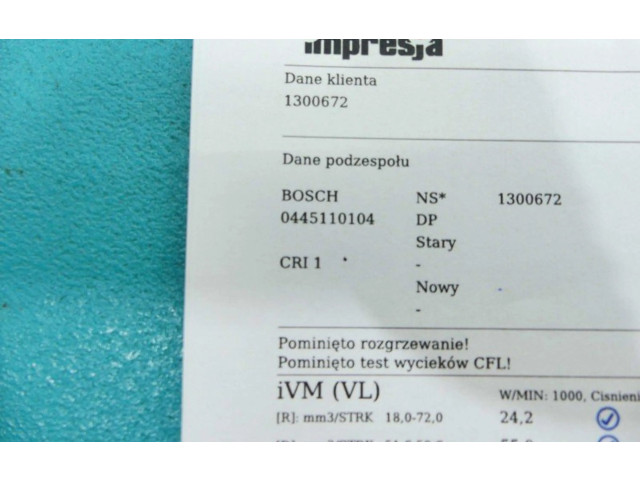 impresja
Dane klienta
1300672
Dane podzespołu
BOSCH NS* 1300672
0445110104 DP
Stary
CRI 1 -
Nowy -
-
Pominięto rozgrzewanie!
Pominięto test wycieków CFL!
iVM (VL) W/MIN: 1000, Cisnieni
[R]: mm3/STRK 18,0-72,0 24,2